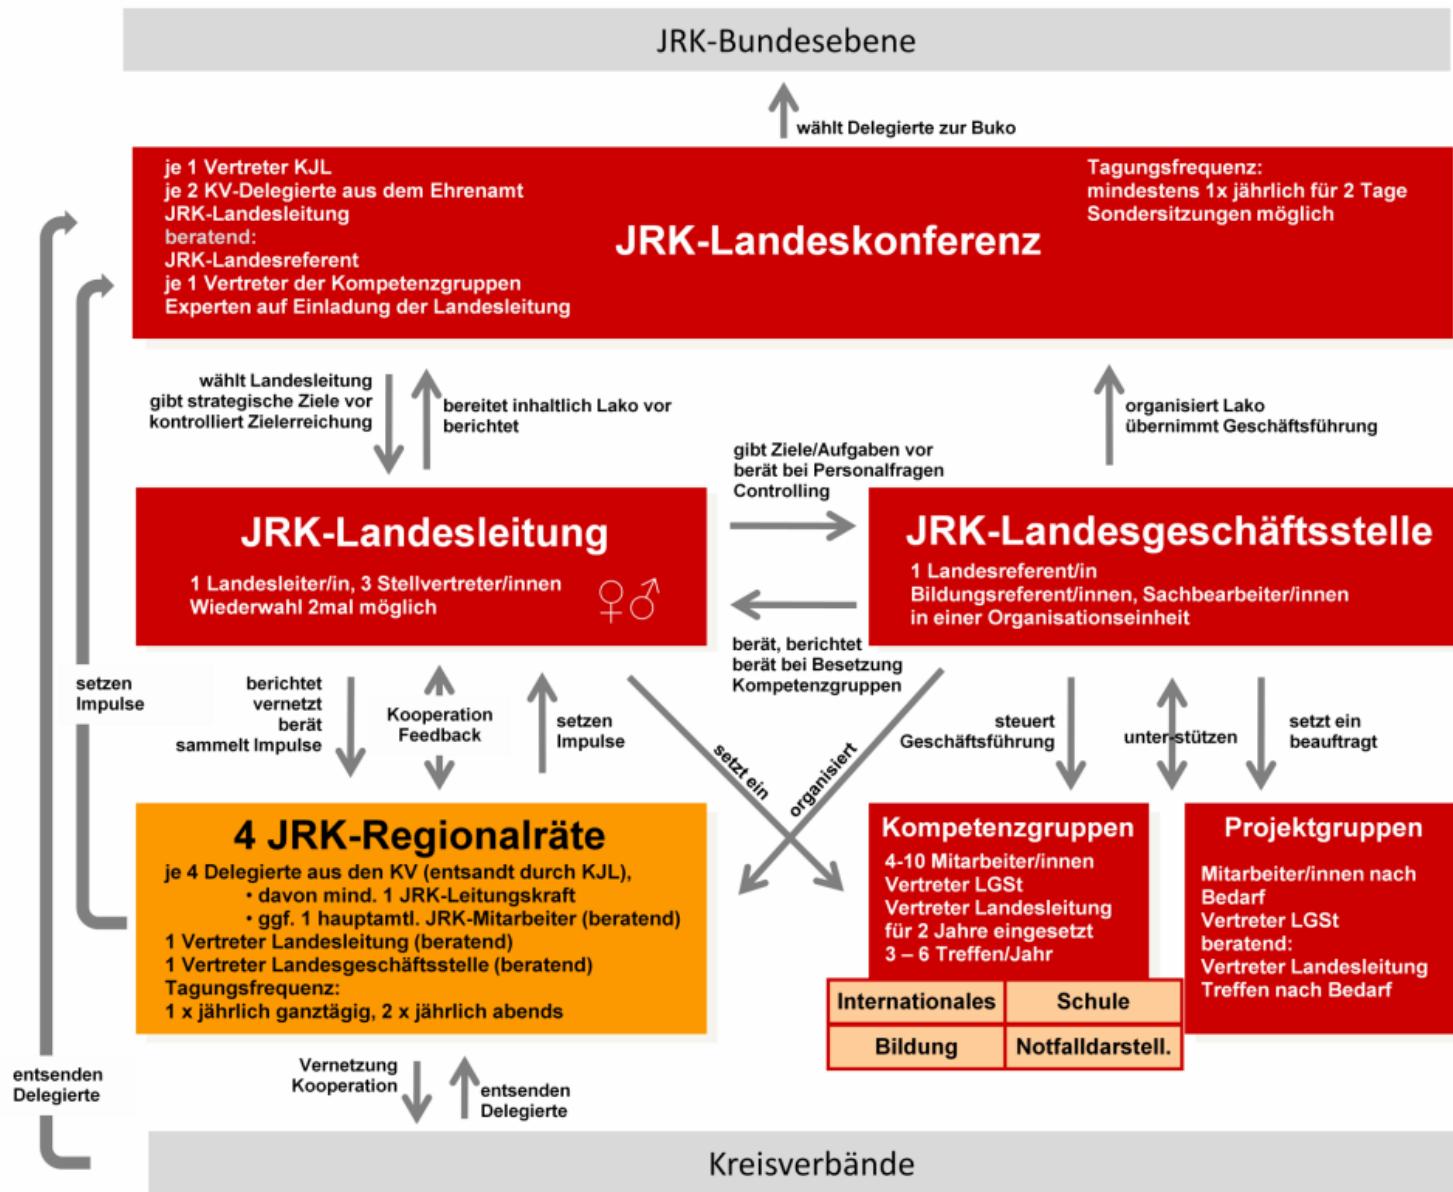 JRK-Bundesebene
wählt Delegierte zur Buko
je 1 Vertreter KJL
je 2 KV-Delegierte aus dem Ehrenamt
JRK-Landesleitung
beratend:
JRK-Landesreferent
je 1 Vertreter der Kompetenzgruppen
Experten auf Einladung der Landesleitung
JRK-Landeskonferenz
Tagungsfrequenz:
mindestens 1x jährlich für 2 Tage
Sondersitzungen möglich
wählt Landesleitung
gibt strategische Ziele vor
kontrolliert Zielerreichung
bereitet inhaltlich Lako vor
berichtet
organisiert Lako
übernimmt Geschäftsführung
gibt Ziele/Aufgaben vor
berät bei Personalfragen
Controlling
JRK-Landesleitung
1 Landesleiter/in, 3 Stellvertreter/innen
Wiederwahl 2mal möglich
♀♂
JRK-Landesgeschäftsstelle
1 Landesreferent/in
Bildungsreferent/innen, Sachbearbeiter/innen
in einer Organisationseinheit
berät, berichtet
berät bei Besetzung
Kompetenzgruppen
setzen
Impulse
berichtet
vernetzt
berät
sammelt Impulse
Kooperation
Feedback
setzen
Impulse
setzt ein
organisiert
steuert
Geschäftsführung
unter-stützen
setzt ein
beauftragt
4 JRK-Regionalräte
je 4 Delegierte aus den KV (entsandt durch KJL),
• davon mind. 1 JRK-Leitungskraft
• ggf. 1 hauptamtl. JRK-Mitarbeiter (beratend)
1 Vertreter Landesleitung (beratend)
1 Vertreter Landesgeschäftsstelle (beratend)
Tagungsfrequenz:
1 x jährlich ganztägig, 2 x jährlich abends
Kompetenzgruppen
4-10 Mitarbeiter/innen
Vertreter LGSt
Vertreter Landesleitung
für 2 Jahre eingesetzt
3 – 6 Treffen/Jahr
Internationales
Schule
Bildung
Notfalldarstell.
Projektgruppen
Mitarbeiter/innen nach
Bedarf
Vertreter LGSt
beratend:
Vertreter Landesleitung
Treffen nach Bedarf
entsenden
Delegierte
Vernetzung
Kooperation
entsenden
Delegierte
Kreisverbände